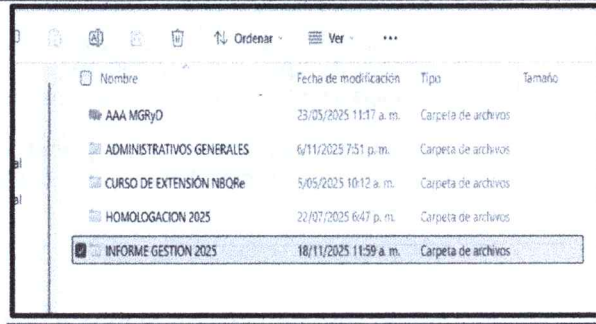 Ordenar Ver ...
Nombre Fecha de modificación Tipo Tamaño
AAA MGRyD 23/05/2025 11:17 a. m. Carpeta de archivos
ADMINISTRATIVOS GENERALES 6/11/2025 7:51 p. m. Carpeta de archivos
al
CURSO DE EXTENSIÓN NBQRe 5/05/2025 10:12 a. m. Carpeta de archivos
al
HOMOLOGACION 2025 22/07/2025 6:47 p. m. Carpeta de archivos
INFORME GESTION 2025 18/11/2025 11:59 a. m. Carpeta de archivos